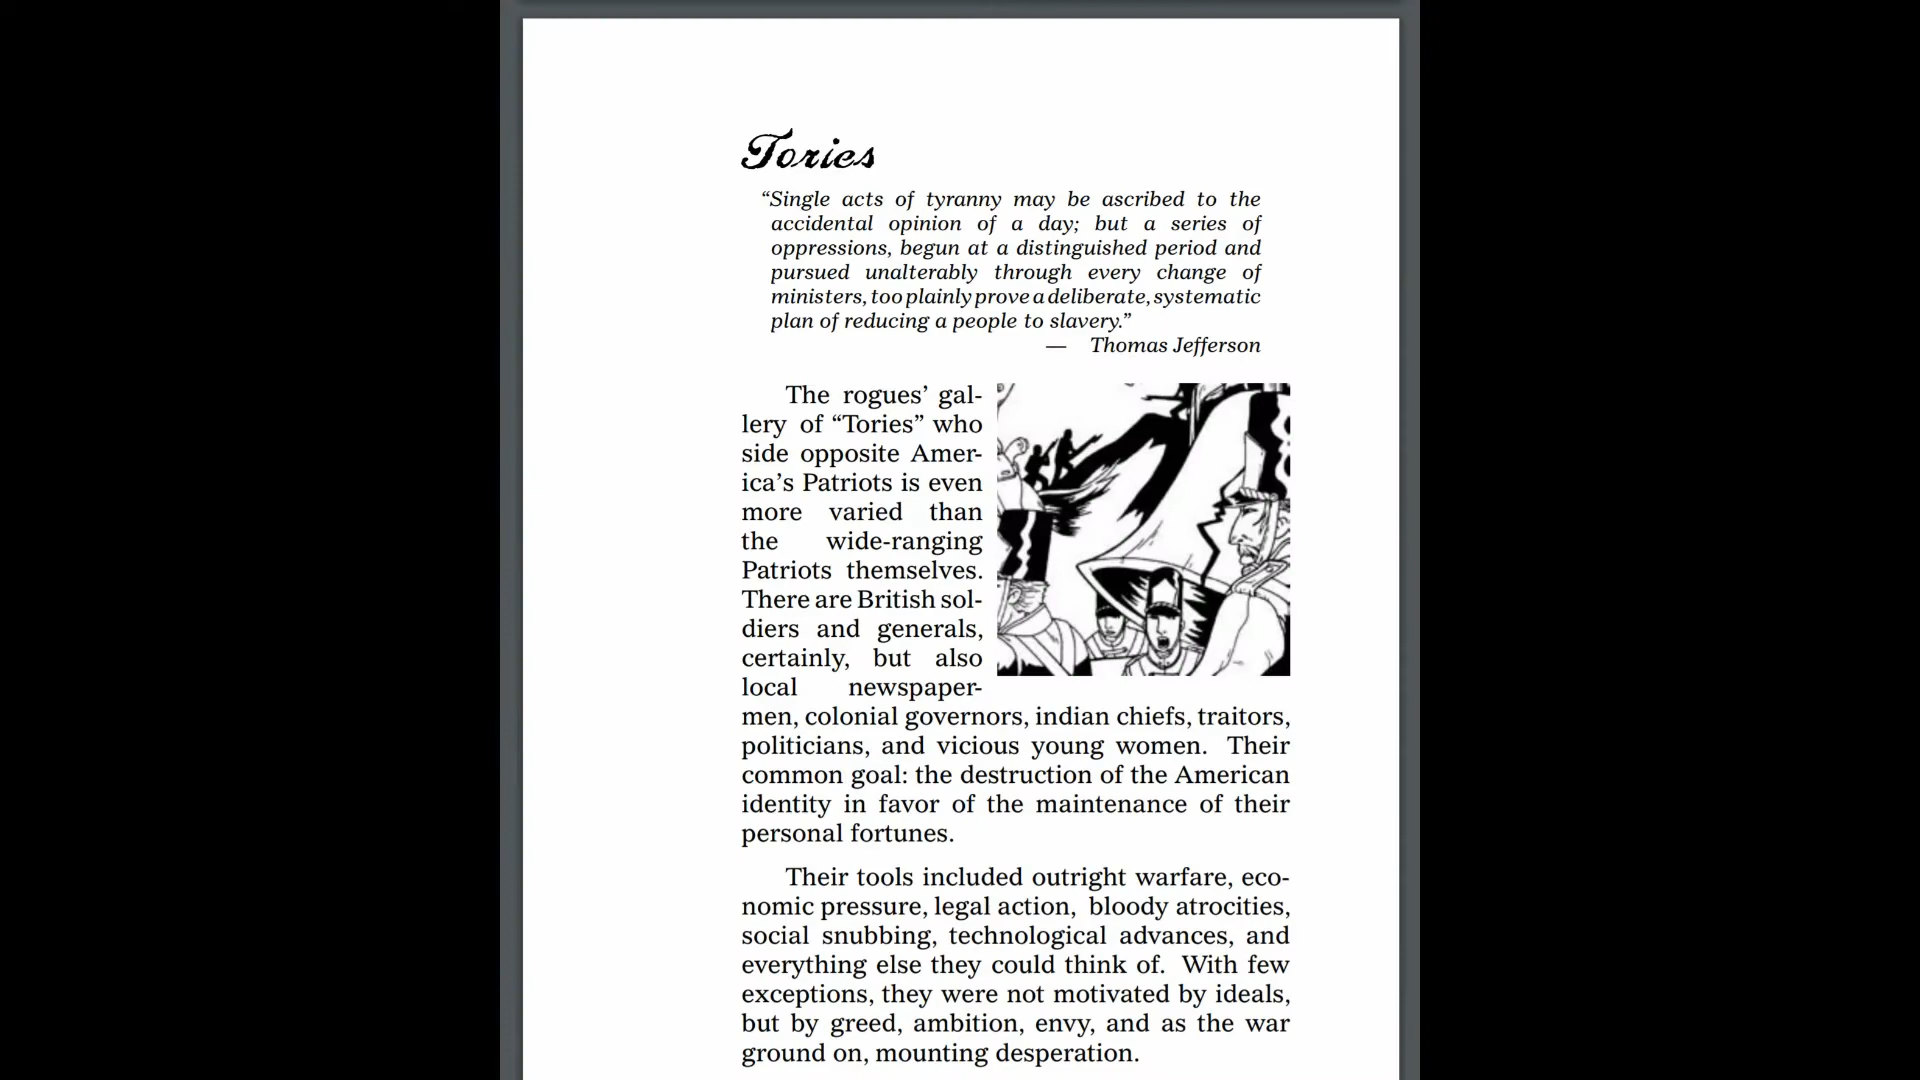 Tories
“Single acts of tyranny may be ascribed to the
accidental opinion of a day; but a series of
oppressions, begun at a distinguished period and
pursued unalterably through every change of
ministers, too plainly prove a deliberate, systematic
plan of reducing a people to slavery.”
— Thomas Jefferson
The rogues’ gal-
lery of “Tories” who
side opposite Amer-
ica’s Patriots is even
more varied than
the wide-ranging
Patriots themselves.
There are British sol-
diers and generals,
certainly, but also
local newspaper-
men, colonial governors, indian chiefs, traitors,
politicians, and vicious young women. Their
common goal: the destruction of the American
identity in favor of the maintenance of their
personal fortunes.
Their tools included outright warfare, eco-
nomic pressure, legal action, bloody atrocities,
social snubbing, technological advances, and
everything else they could think of. With few
exceptions, they were not motivated by ideals,
but by greed, ambition, envy, and as the war
ground on, mounting desperation.